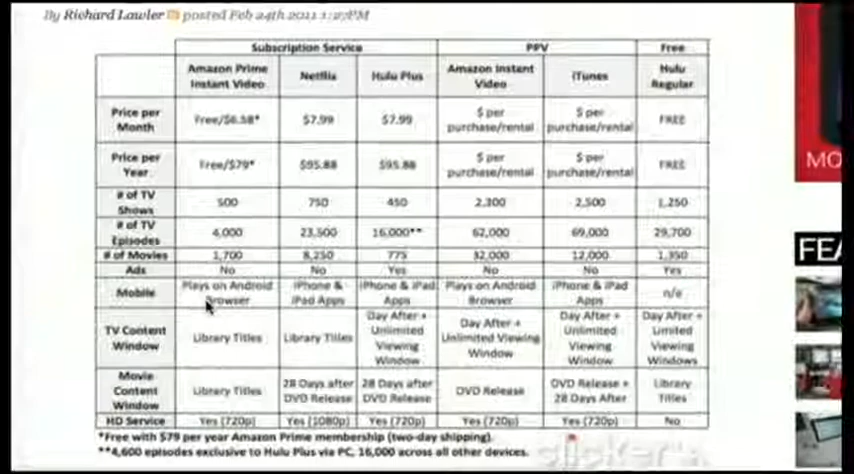 By Richard Lawler posted Feb 24th 2011 1:27PM
Subscription Service PPV Free
Amazon Prime Instant Video Netflix Hulu Plus Amazon Instant Video iTunes Hulu Regular
Price per Month Free/$6.58* $7.99 $7.99 $ per purchase/rental $ per purchase/rental FREE
Price per Year Free/$79* $95.88 $95.88 $ per purchase/rental $ per purchase/rental FREE
# of TV Shows 500 750 450 2,300 2,500 1,250
# of TV Episodes 4,000 23,500 16,000** 62,000 69,000 29,700
# of Movies 1,700 8,250 775 32,000 12,000 1,350
Ads No No Yes No No Yes
Mobile Plays on Android Browser iPhone & iPad Apps iPhone & iPad Apps Plays on Android Browser iPhone & iPad Apps n/e
TV Content Window Library Titles Library Titles Day After + Unlimited Viewing Window Day After + Unlimited Viewing Window Day After + Unlimited Viewing Window Day After + Limited Viewing Windows
Movie Content Window Library Titles 28 Days after DVD Release 28 Days after DVD Release DVD Release DVD Release + 28 Days After Library Titles
HD Service Yes (720p) Yes (1080p) Yes (720p) Yes (720p) Yes (720p) No
*Free with $79 per year Amazon Prime membership (two-day shipping).
**4,600 episodes exclusive to Hulu Plus via PC, 16,000 across all other devices.
clicker
MO
FEA